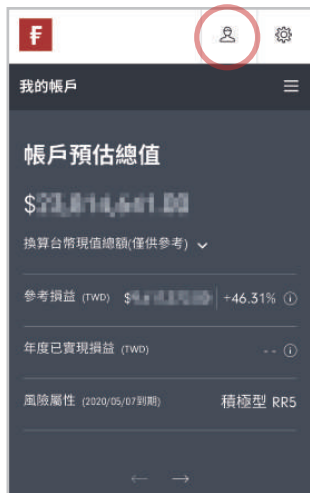 我的帳戶
帳戶預估總值
$
換算台幣現值總額(僅供參考)
參考損益 (TWD) $ +46.31%
年度已實現損益 (TWD) --
風險屬性 (2020/05/07到期) 積極型 RR5